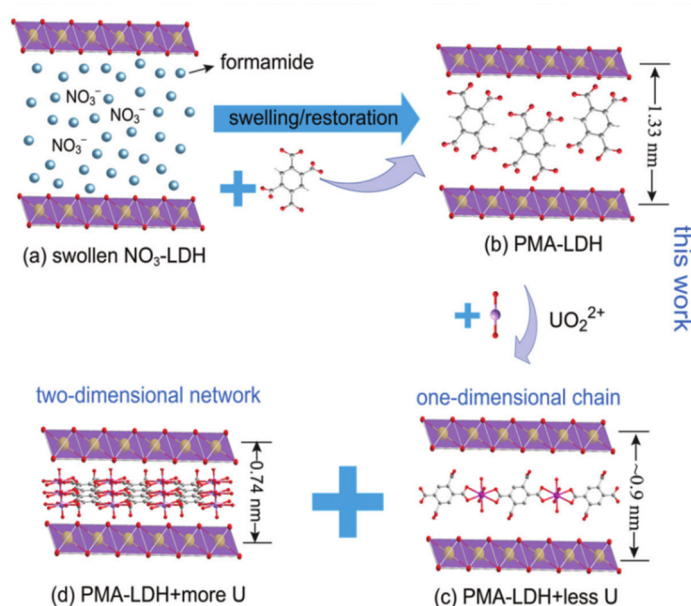 formamide
NO₃⁻
NO₃⁻
NO₃⁻
swelling/restoration
1.33 nm
(a) swollen NO₃-LDH
(b) PMA-LDH
this work
UO₂²⁺
two-dimensional network
one-dimensional chain
0.74 nm
~0.9 nm
(d) PMA-LDH+more U
(c) PMA-LDH+less U